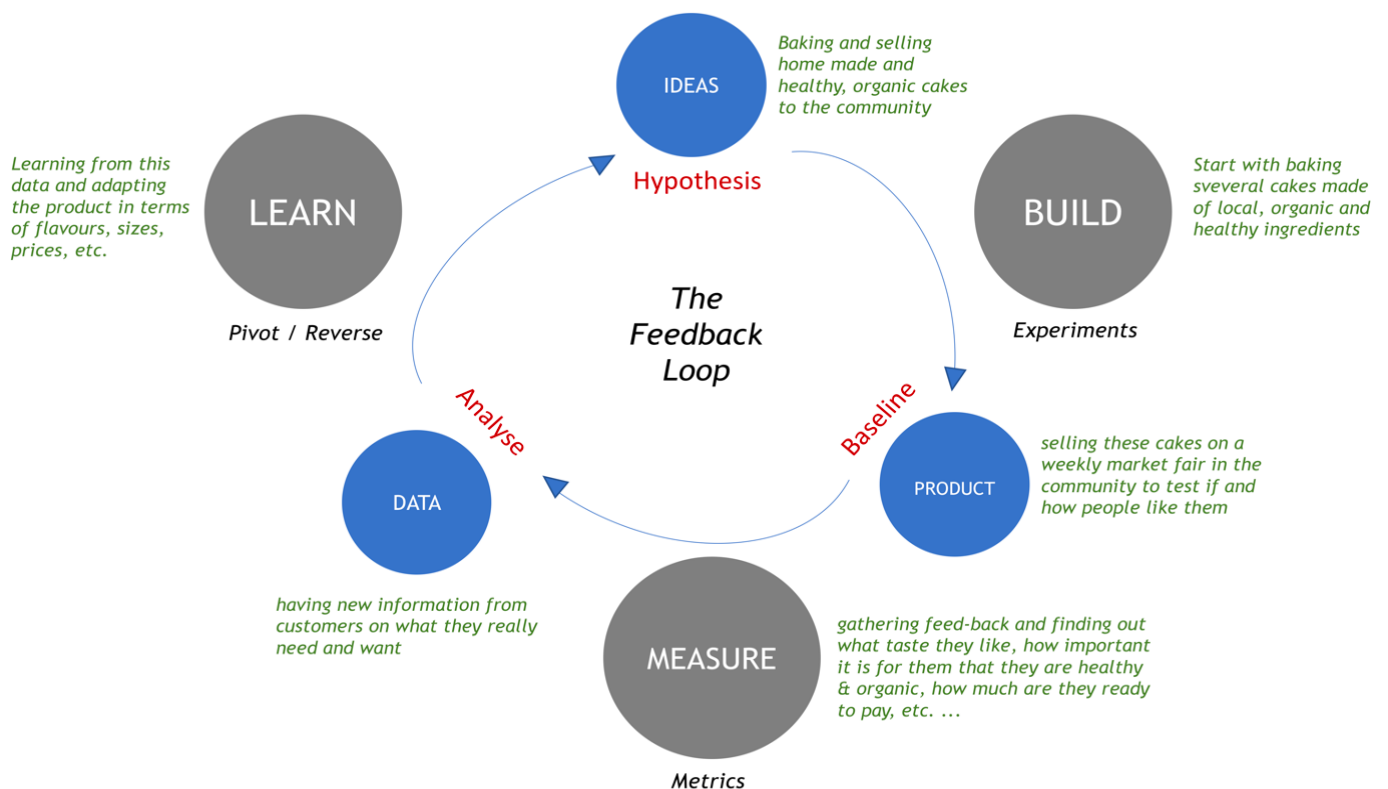 IDEAS
Baking and selling
home made and
healthy, organic cakes
to the community
Hypothesis
BUILD
Start with baking
sveveral cakes made
of local, organic and
healthy ingredients
Experiments
Baseline
PRODUCT
selling these cakes on a
weekly market fair in the
community to test if and
how people like them
MEASURE
gathering feed-back and finding out
what taste they like, how important
it is for them that they are healthy
& organic, how much are they ready
to pay, etc. ...
Metrics
Analyse
DATA
having new information from
customers on what they really
need and want
LEARN
Learning from this
data and adapting
the product in terms
of flavours, sizes,
prices, etc.
Pivot / Reverse
The
Feedback
Loop